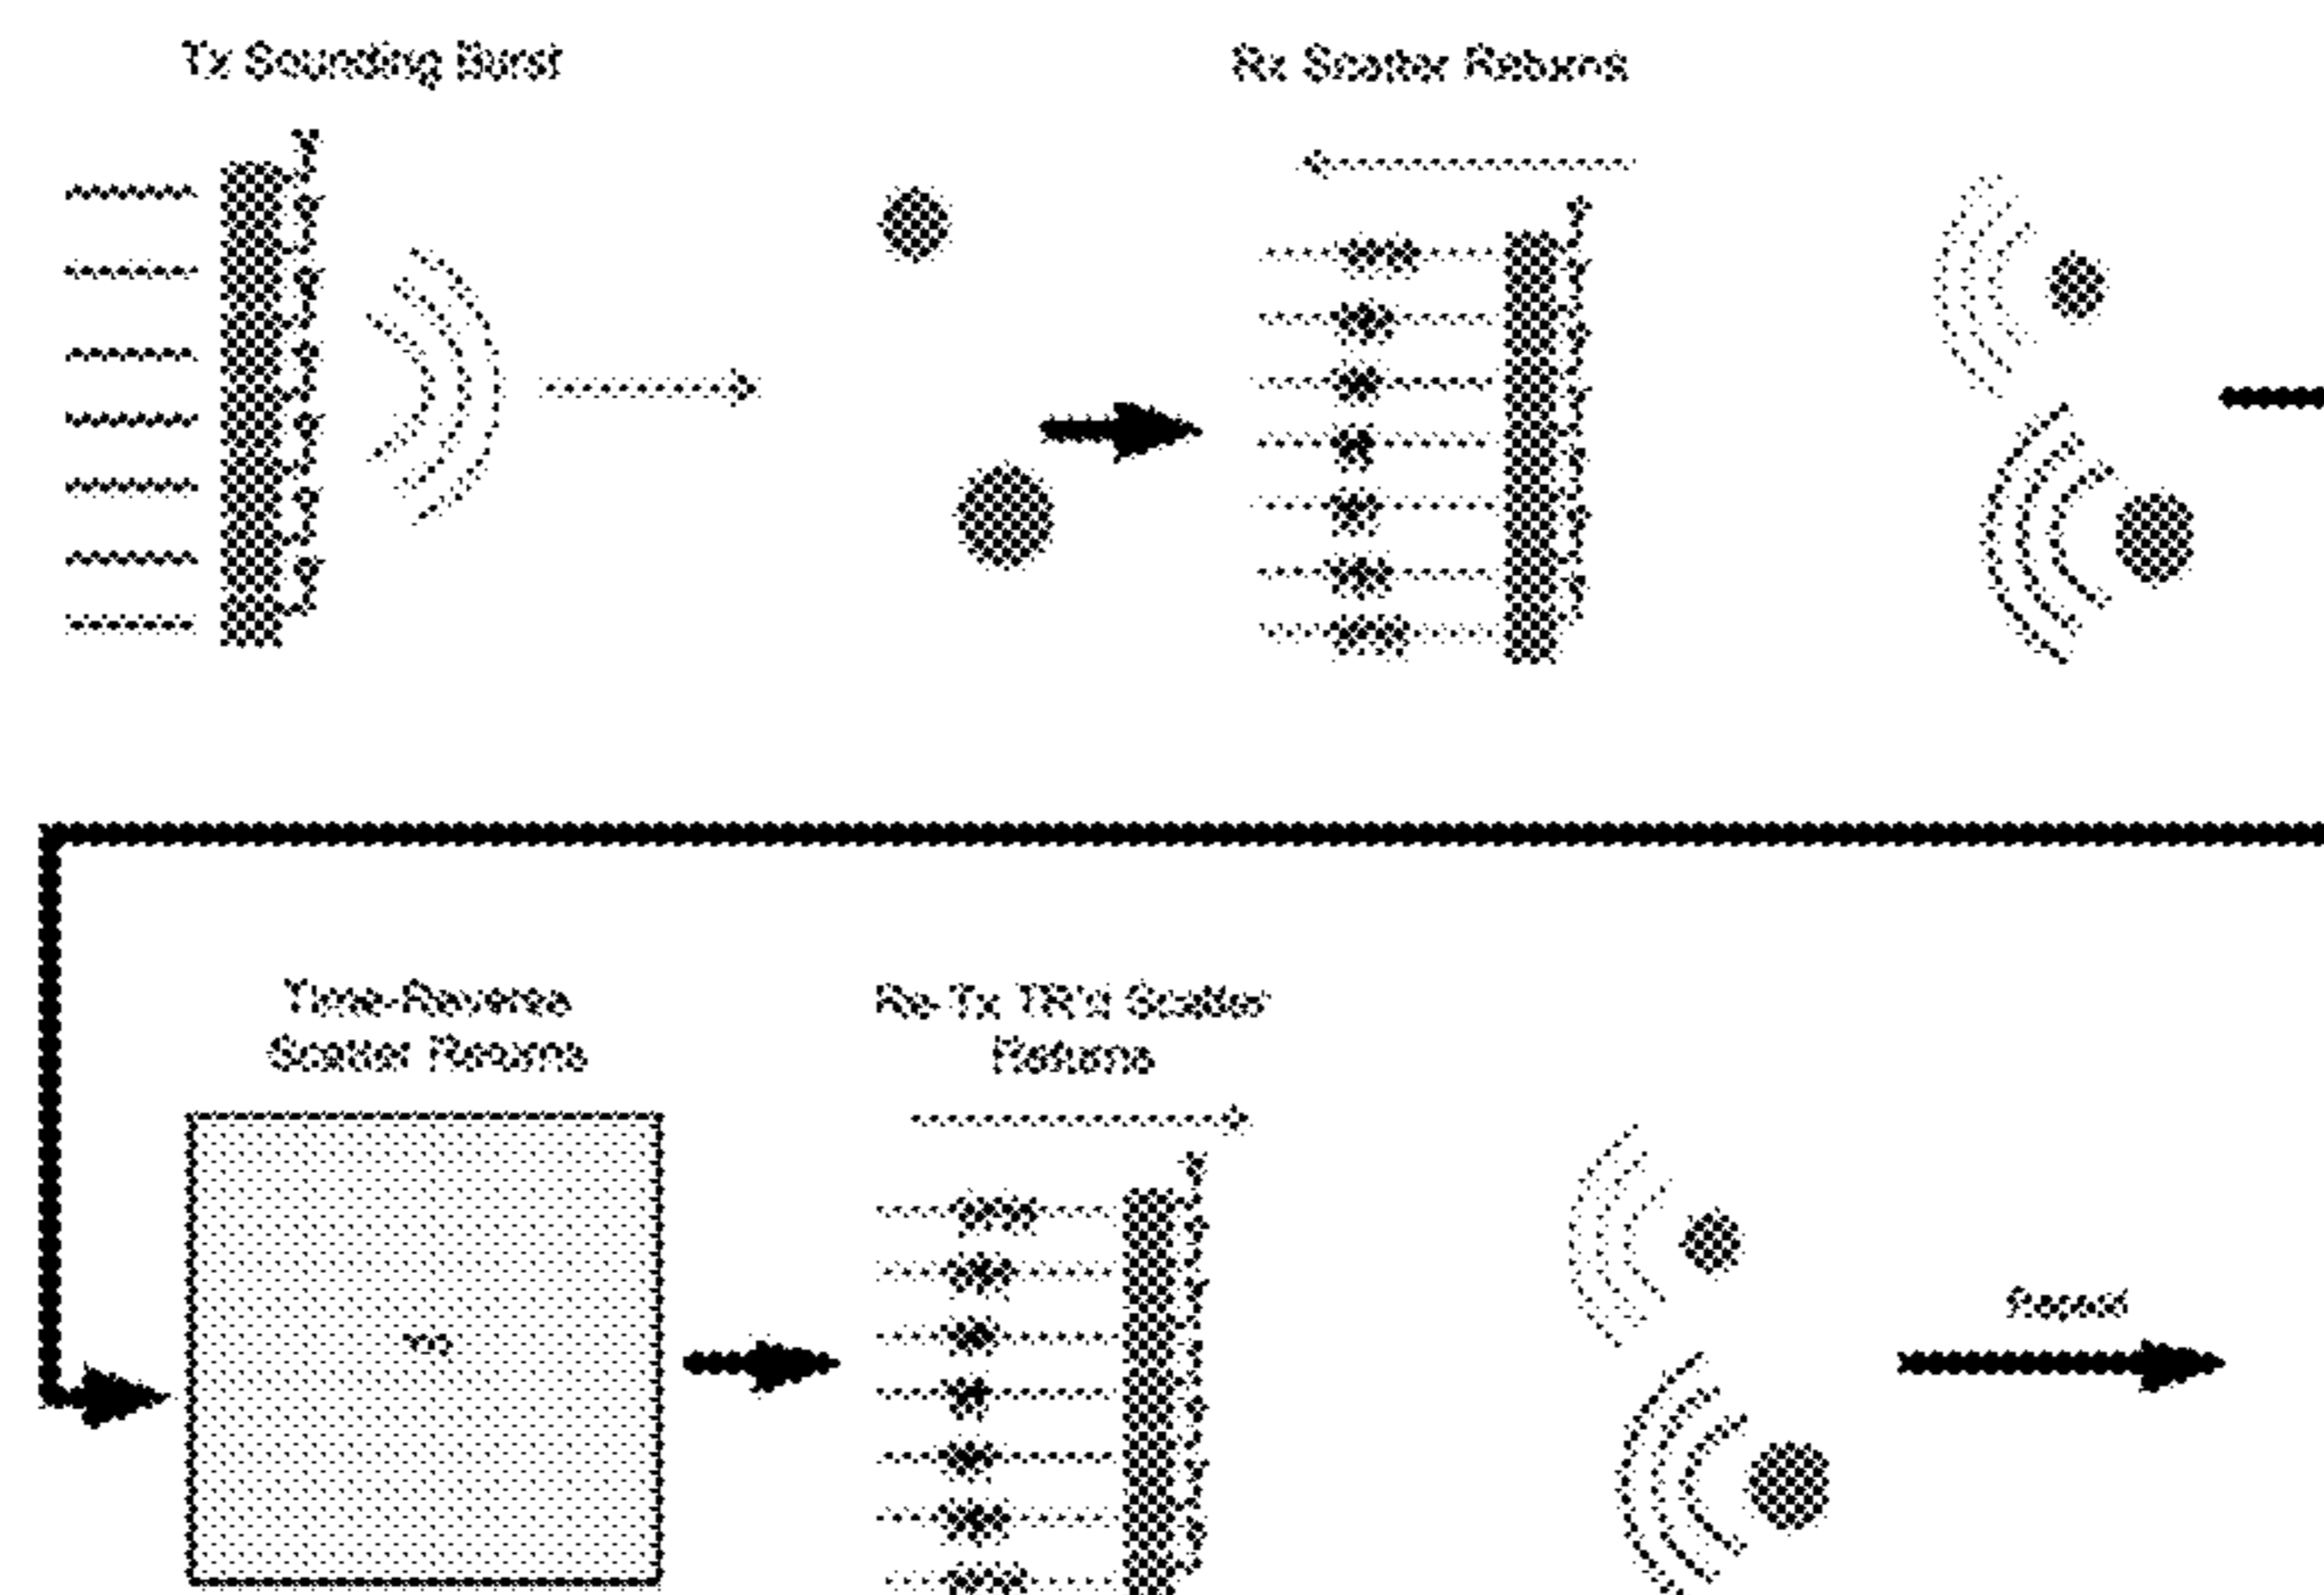 Tx Sounding Burst
Rx Scatter Returns
Time-Reverse
Scatter Returns
Re-Tx TR'd Scatter
Returns
Repeat